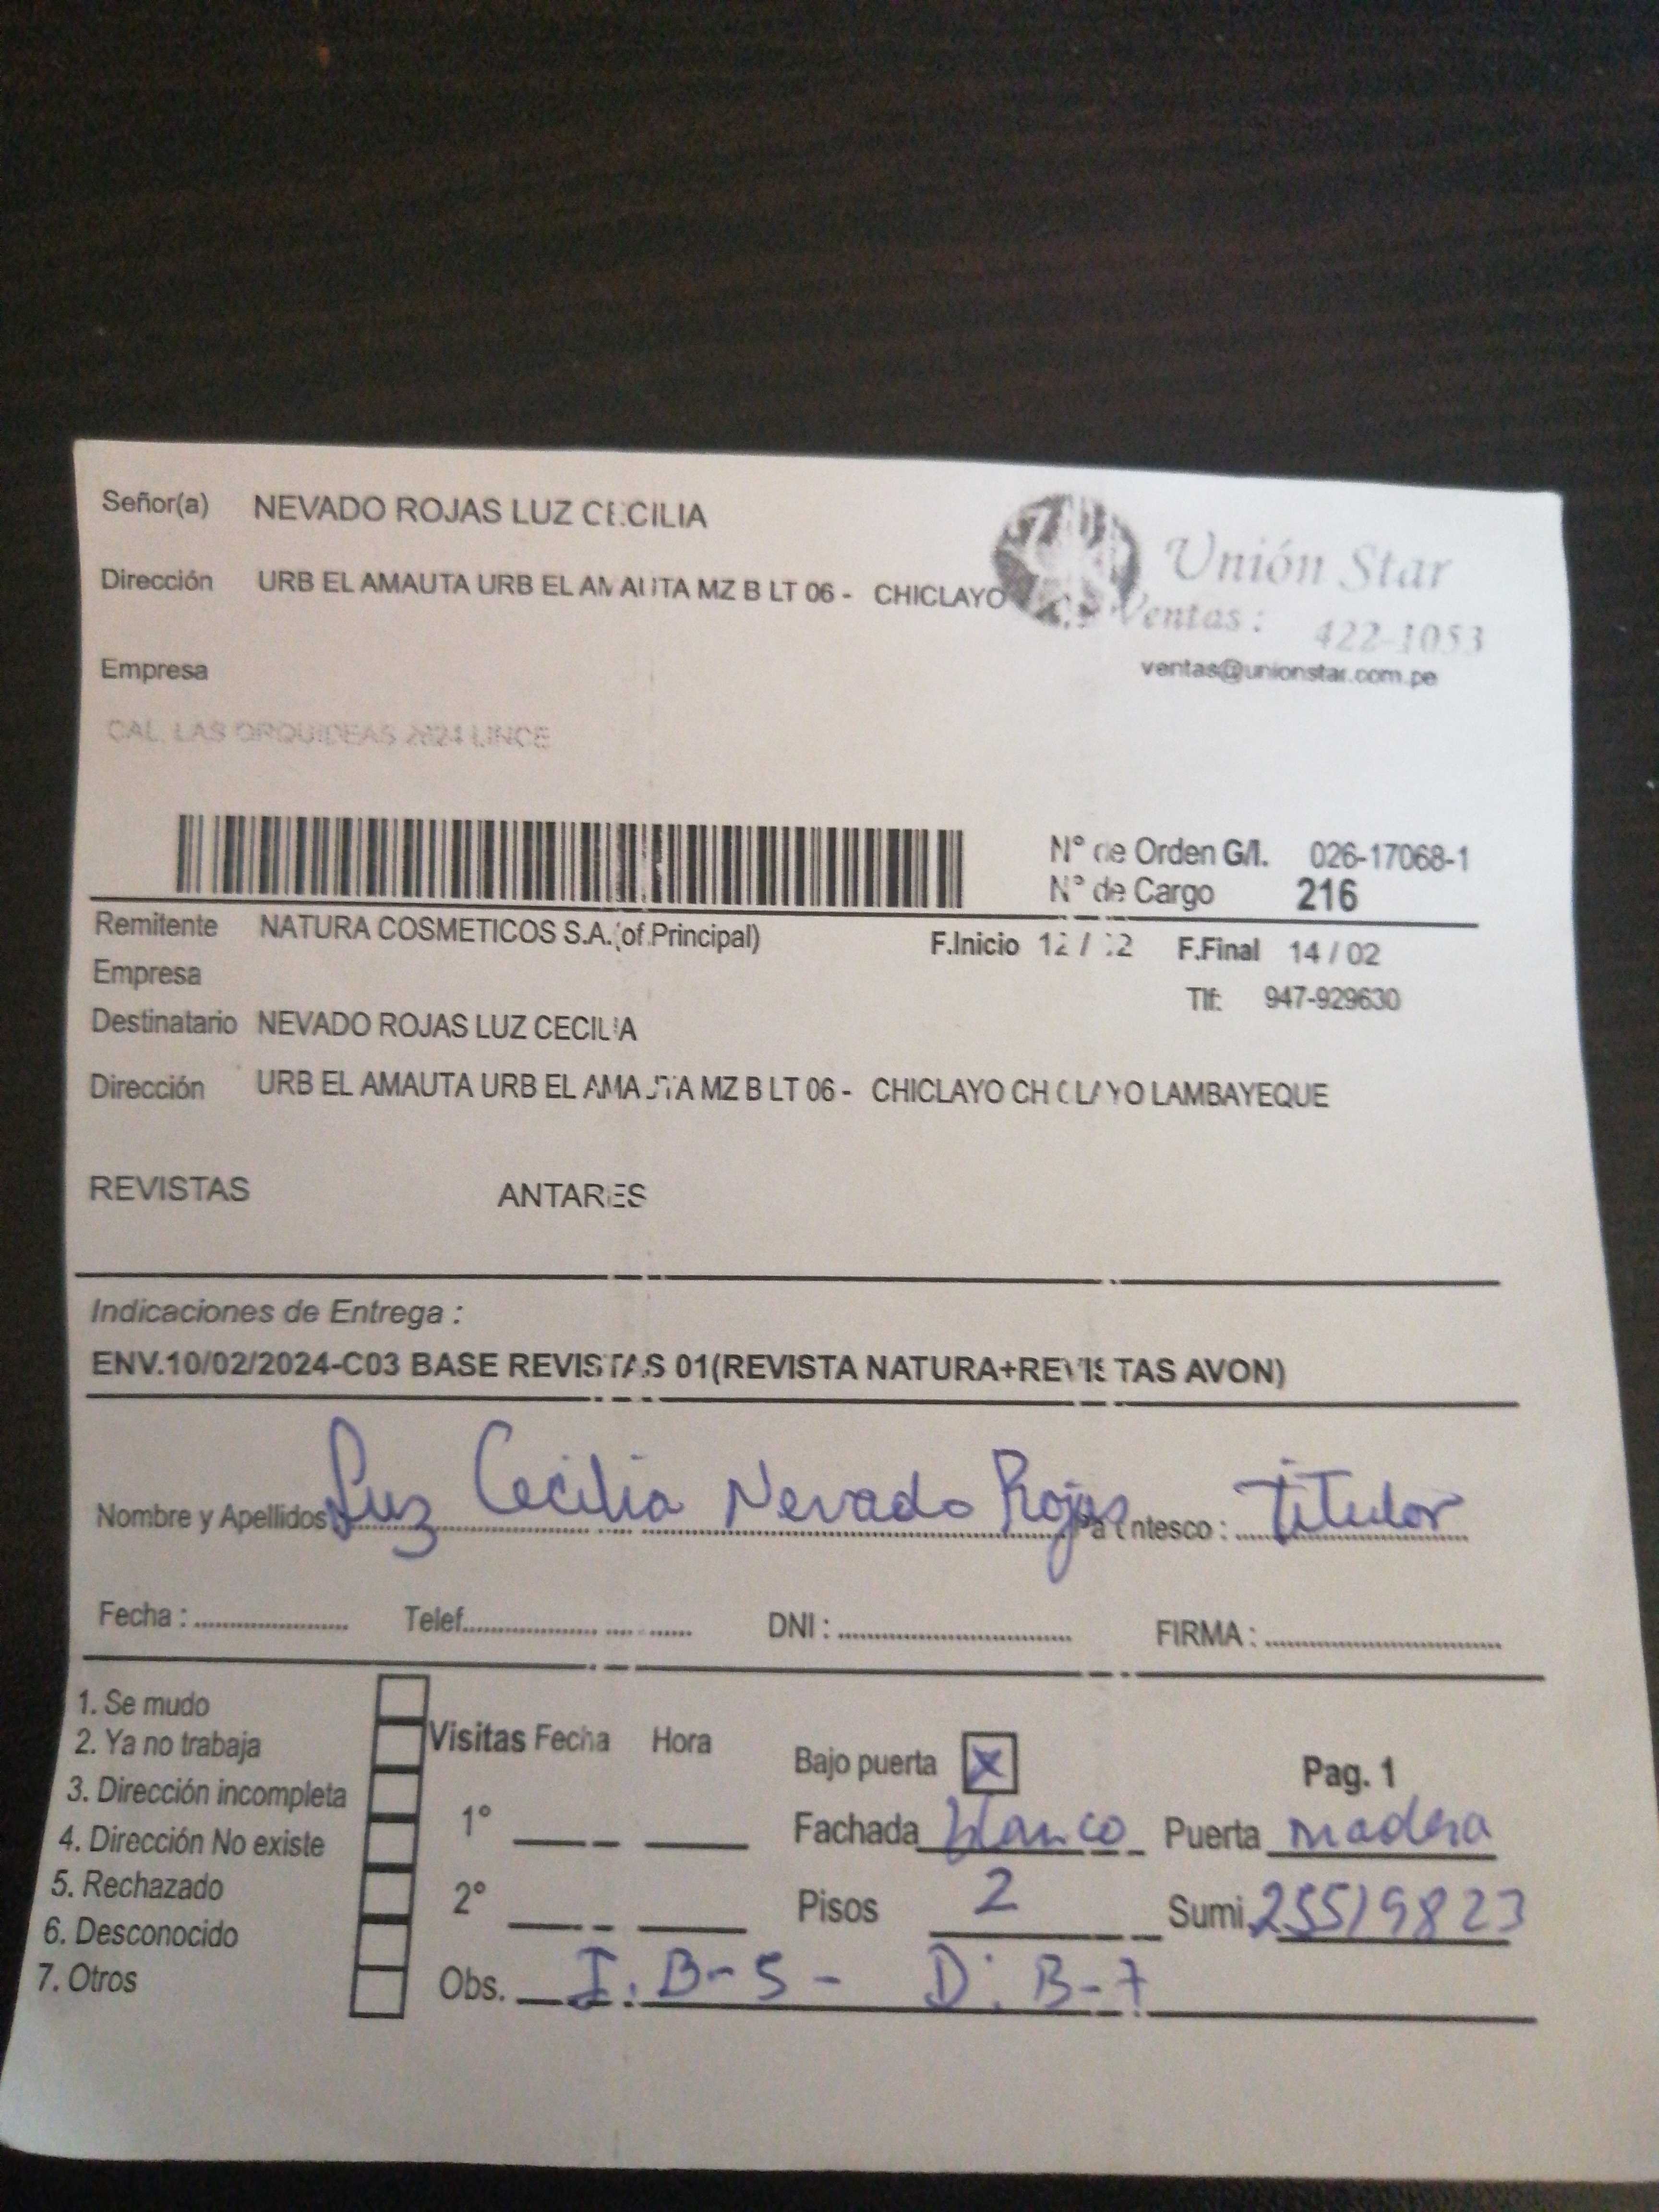 Señor(a) NEVADO ROJAS LUZ CECILIA
Dirección URB EL AMAUTA URB EL AMAUTA MZ B LT 06 - CHICLAYO
Unión Star
Ventas : 422-1053
ventas@unionstar.com.pe
Empresa
CAL. LAS ORQUIDEAS 2624 LINCE
N° de Orden G/I. 026-17068-1
N° de Cargo 216
Remitente NATURA COSMETICOS S.A.(of.Principal) F.Inicio 12 / 02 F.Final 14 / 02
Empresa
Tlf: 947-929630
Destinatario NEVADO ROJAS LUZ CECILIA
Dirección URB EL AMAUTA URB EL AMAUTA MZ B LT 06 - CHICLAYO CHICLAYO LAMBAYEQUE
REVISTAS ANTARES
Indicaciones de Entrega :
ENV.10/02/2024-C03 BASE REVISTAS 01(REVISTA NATURA+REVISTAS AVON)
Nombre y Apellidos Luz Cecilia Nevado Rojas Parentesco : Titular
Fecha : Telef. DNI : FIRMA :
1. Se mudo
2. Ya no trabaja
3. Dirección incompleta
4. Dirección No existe
5. Rechazado
6. Desconocido
7. Otros
Visitas Fecha Hora
1°
2°
Bajo puerta X Pag. 1
Fachada blanco Puerta madera
Pisos 2 Sumi. 25519823
Obs. I. B-5 - D. B-7